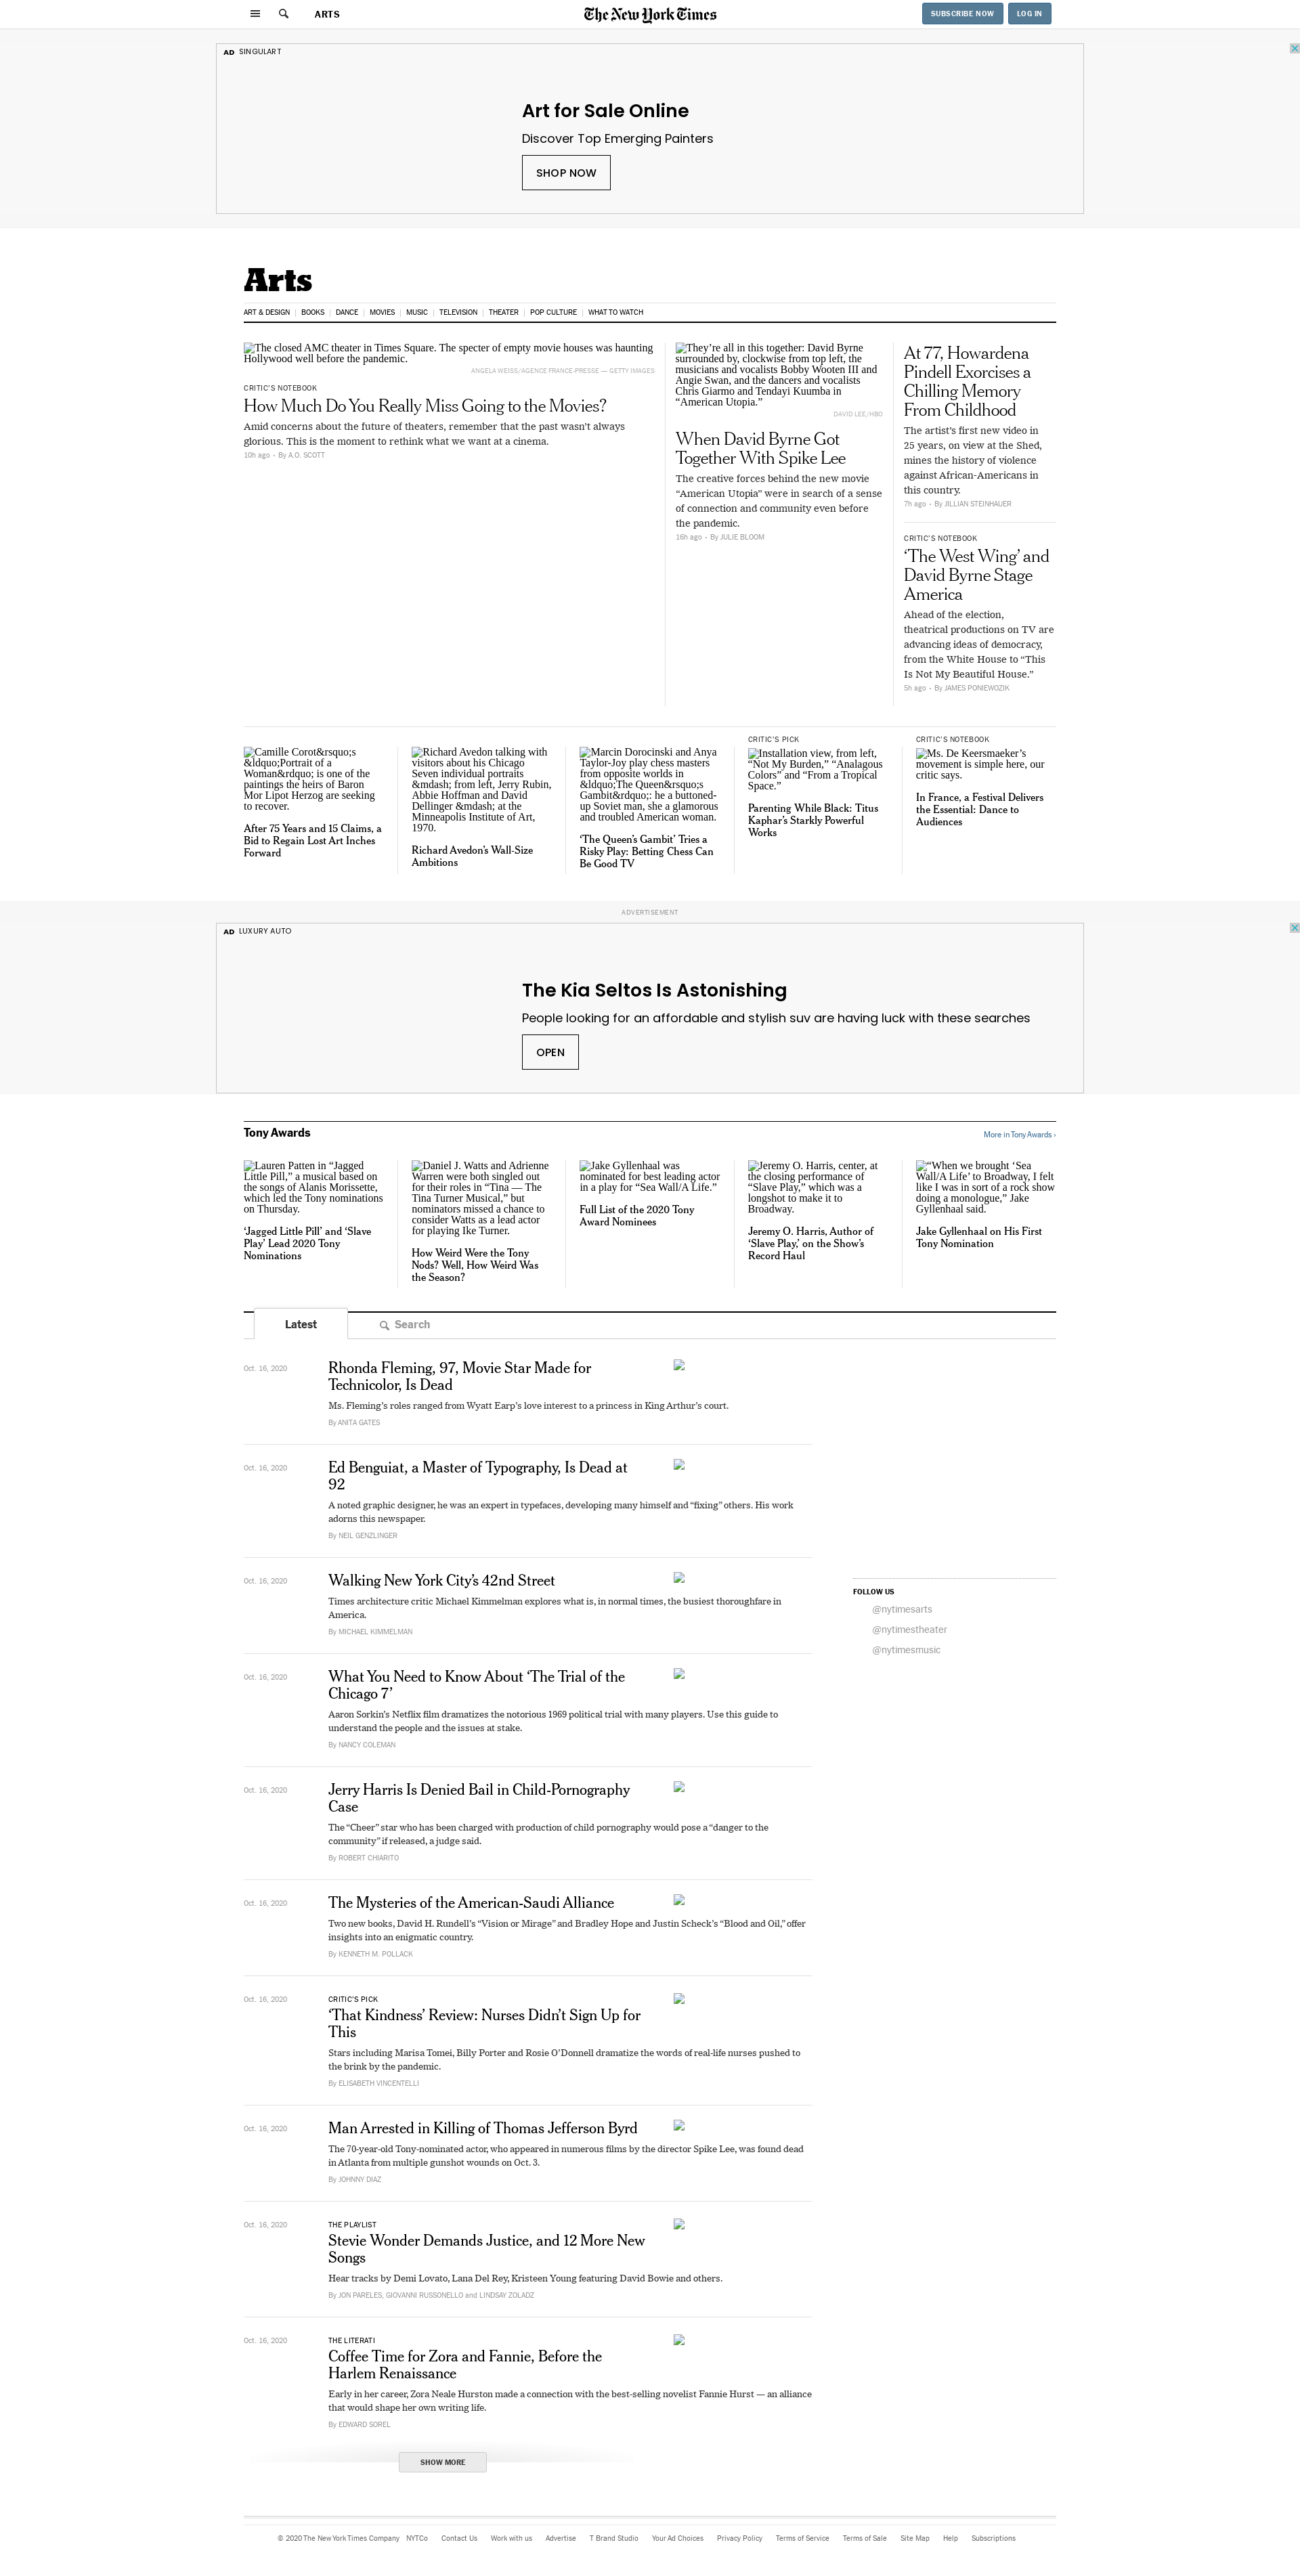 ARTS
The New York Times
SUBSCRIBE NOW
LOG IN
AD SINGULART
Art for Sale Online
Discover Top Emerging Painters
SHOP NOW
Arts
ART & DESIGN
BOOKS
DANCE
MOVIES
MUSIC
TELEVISION
THEATER
POP CULTURE
WHAT TO WATCH
The closed AMC theater in Times Square. The specter of empty movie houses was haunting
Hollywood well before the pandemic.
ANGELA WEISS/AGENCE FRANCE-PRESSE — GETTY IMAGES
CRITIC'S NOTEBOOK
How Much Do You Really Miss Going to the Movies?
Amid concerns about the future of theaters, remember that the past wasn't always
glorious. This is the moment to rethink what we want at a cinema.
10h ago • By A.O. SCOTT
They're all in this together: David Byrne
surrounded by, clockwise from top left, the
musicians and vocalists Bobby Wooten III and
Angie Swan, and the dancers and vocalists
Chris Giarmo and Tendayi Kuumba in
“American Utopia.”
DAVID LEE/HBO
When David Byrne Got
Together With Spike Lee
The creative forces behind the new movie
“American Utopia” were in search of a sense
of connection and community even before
the pandemic.
16h ago • By JULIE BLOOM
At 77, Howardena
Pindell Exorcises a
Chilling Memory
From Childhood
The artist's first new video in
25 years, on view at the Shed,
mines the history of violence
against African-Americans in
this country.
7h ago • By JILLIAN STEINHAUER
CRITIC'S NOTEBOOK
‘The West Wing’ and
David Byrne Stage
America
Ahead of the election,
theatrical productions on TV are
advancing ideas of democracy,
from the White House to “This
Is Not My Beautiful House.”
5h ago • By JAMES PONIEWOZIK
Camille Corot&rsquo;s
&ldquo;Portrait of a
Woman&rdquo; is one of the
paintings the heirs of Baron
Mor Lipot Herzog are seeking
to recover.
After 75 Years and 15 Claims, a
Bid to Regain Lost Art Inches
Forward
Richard Avedon talking with
visitors about his Chicago
Seven individual portraits
&mdash; from left, Jerry Rubin,
Abbie Hoffman and David
Dellinger &mdash; at the
Minneapolis Institute of Art,
1970.
Richard Avedon's Wall-Size
Ambitions
Marcin Dorocinski and Anya
Taylor-Joy play chess masters
from opposite worlds in
&ldquo;The Queen&rsquo;s
Gambit&rdquo;: he a buttoned-
up Soviet man, she a glamorous
and troubled American woman.
‘The Queen's Gambit’ Tries a
Risky Play: Betting Chess Can
Be Good TV
CRITIC'S PICK
Installation view, from left,
“Not My Burden,” “Analagous
Colors” and “From a Tropical
Space.”
Parenting While Black: Titus
Kaphar's Starkly Powerful
Works
CRITIC'S NOTEBOOK
Ms. De Keersmaeker's
movement is simple here, our
critic says.
In France, a Festival Delivers
the Essential: Dance to
Audiences
ADVERTISEMENT
AD LUXURY AUTO
The Kia Seltos Is Astonishing
People looking for an affordable and stylish suv are having luck with these searches
OPEN
Tony Awards
More in Tony Awards ›
Lauren Patten in “Jagged
Little Pill,” a musical based on
the songs of Alanis Morissette,
which led the Tony nominations
on Thursday.
‘Jagged Little Pill’ and ‘Slave
Play’ Lead 2020 Tony
Nominations
Daniel J. Watts and Adrienne
Warren were both singled out
for their roles in “Tina — The
Tina Turner Musical,” but
nominators missed a chance to
consider Watts as a lead actor
for playing Ike Turner.
How Weird Were the Tony
Nods? Well, How Weird Was
the Season?
Jake Gyllenhaal was
nominated for best leading actor
in a play for “Sea Wall/A Life.”
Full List of the 2020 Tony
Award Nominees
Jeremy O. Harris, center, at
the closing performance of
“Slave Play,” which was a
longshot to make it to
Broadway.
Jeremy O. Harris, Author of
‘Slave Play,’ on the Show's
Record Haul
“When we brought ‘Sea
Wall/A Life’ to Broadway, I felt
like I was in sort of a rock show
doing a monologue,” Jake
Gyllenhaal said.
Jake Gyllenhaal on His First
Tony Nomination
Latest
Search
Oct. 16, 2020
Rhonda Fleming, 97, Movie Star Made for
Technicolor, Is Dead
Ms. Fleming's roles ranged from Wyatt Earp's love interest to a princess in King Arthur's court.
By ANITA GATES
Oct. 16, 2020
Ed Benguiat, a Master of Typography, Is Dead at
92
A noted graphic designer, he was an expert in typefaces, developing many himself and “fixing” others. His work
adorns this newspaper.
By NEIL GENZLINGER
Oct. 16, 2020
Walking New York City's 42nd Street
Times architecture critic Michael Kimmelman explores what is, in normal times, the busiest thoroughfare in
America.
By MICHAEL KIMMELMAN
FOLLOW US
@nytimesarts
@nytimestheater
@nytimesmusic
Oct. 16, 2020
What You Need to Know About ‘The Trial of the
Chicago 7’
Aaron Sorkin's Netflix film dramatizes the notorious 1969 political trial with many players. Use this guide to
understand the people and the issues at stake.
By NANCY COLEMAN
Oct. 16, 2020
Jerry Harris Is Denied Bail in Child-Pornography
Case
The “Cheer” star who has been charged with production of child pornography would pose a “danger to the
community” if released, a judge said.
By ROBERT CHIARITO
Oct. 16, 2020
The Mysteries of the American-Saudi Alliance
Two new books, David H. Rundell's “Vision or Mirage” and Bradley Hope and Justin Scheck's “Blood and Oil,” offer
insights into an enigmatic country.
By KENNETH M. POLLACK
Oct. 16, 2020
CRITIC'S PICK
‘That Kindness’ Review: Nurses Didn't Sign Up for
This
Stars including Marisa Tomei, Billy Porter and Rosie O'Donnell dramatize the words of real-life nurses pushed to
the brink by the pandemic.
By ELISABETH VINCENTELLI
Oct. 16, 2020
Man Arrested in Killing of Thomas Jefferson Byrd
The 70-year-old Tony-nominated actor, who appeared in numerous films by the director Spike Lee, was found dead
in Atlanta from multiple gunshot wounds on Oct. 3.
By JOHNNY DIAZ
Oct. 16, 2020
THE PLAYLIST
Stevie Wonder Demands Justice, and 12 More New
Songs
Hear tracks by Demi Lovato, Lana Del Rey, Kristeen Young featuring David Bowie and others.
By JON PARELES, GIOVANNI RUSSONELLO and LINDSAY ZOLADZ
Oct. 16, 2020
THE LITERATI
Coffee Time for Zora and Fannie, Before the
Harlem Renaissance
Early in her career, Zora Neale Hurston made a connection with the best-selling novelist Fannie Hurst — an alliance
that would shape her own writing life.
By EDWARD SOREL
SHOW MORE
© 2020 The New York Times Company NYTCo Contact Us Work with us Advertise T Brand Studio Your Ad Choices Privacy Policy Terms of Service Terms of Sale Site Map Help Subscriptions